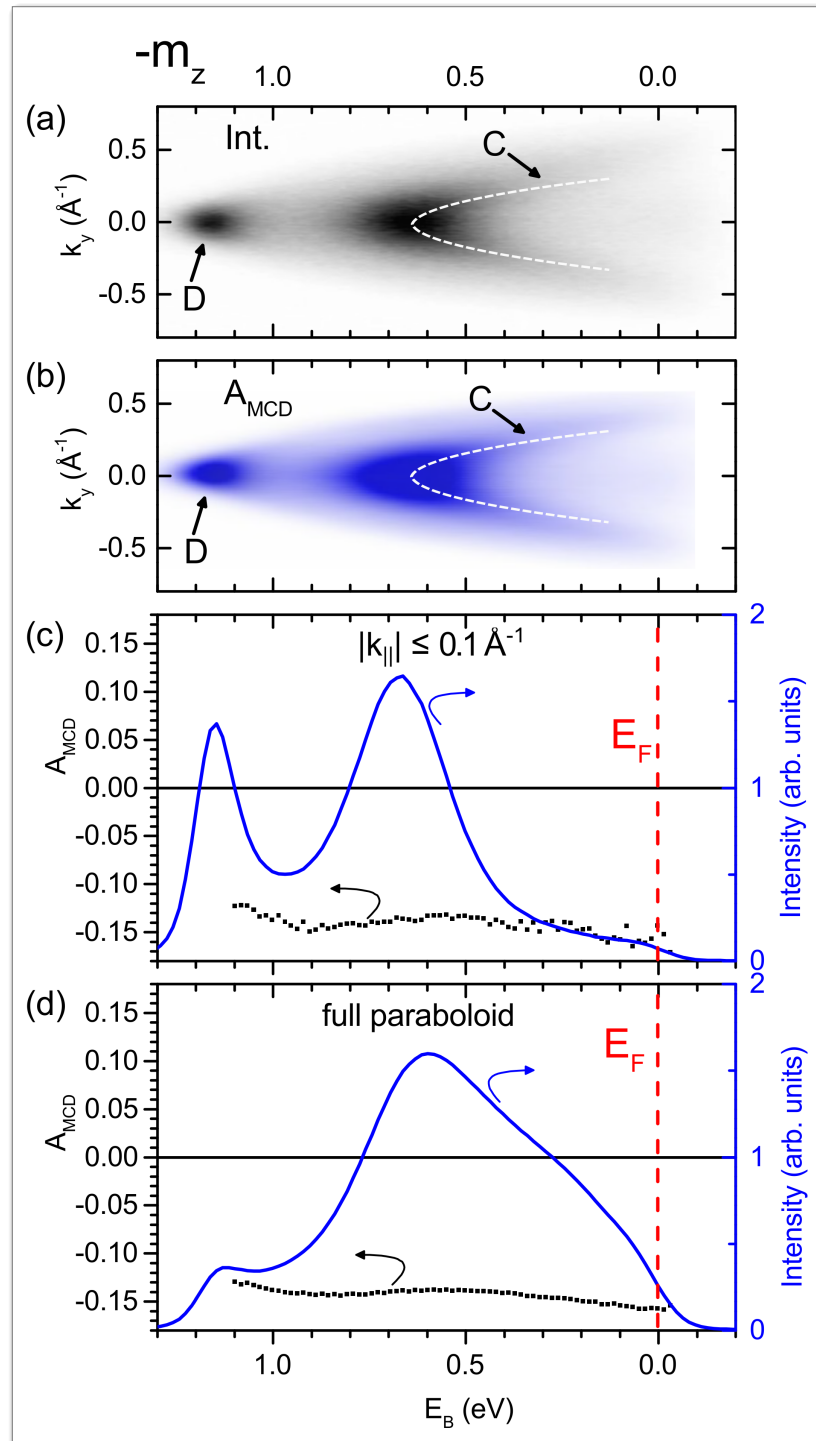 -m_z
1.0 0.5 0.0
(a)
Int.
C
D
0.5
0.0
-0.5
k_y (Å⁻¹)
(b)
A_MCD
C
D
0.5
0.0
-0.5
k_y (Å⁻¹)
(c)
|k_||| ≤ 0.1 Å⁻¹
E_F
0.15
0.10
0.05
0.00
-0.05
-0.10
-0.15
A_MCD
2
1
0
Intensity (arb. units)
(d)
full paraboloid
E_F
0.15
0.10
0.05
0.00
-0.05
-0.10
-0.15
A_MCD
2
1
0
Intensity (arb. units)
1.0 0.5 0.0
E_B (eV)